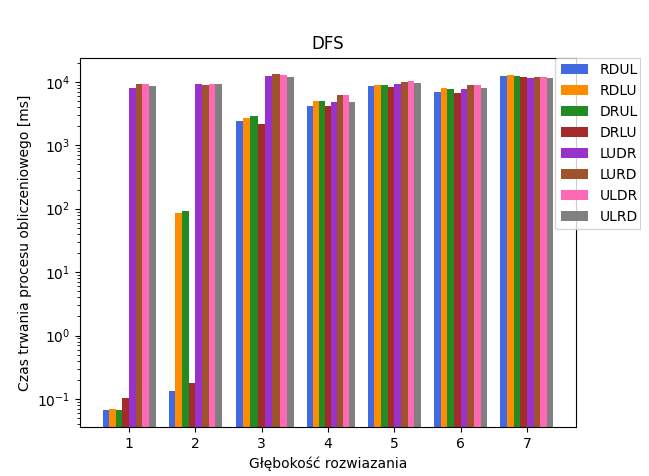 DFS
Czas trwania procesu obliczeniowego [ms]
10⁴
10³
10²
10¹
10⁰
10⁻¹
1 2 3 4 5 6 7
Głębokość rozwiazania
RDUL
RDLU
DRUL
DRLU
LUDR
LURD
ULDR
ULRD